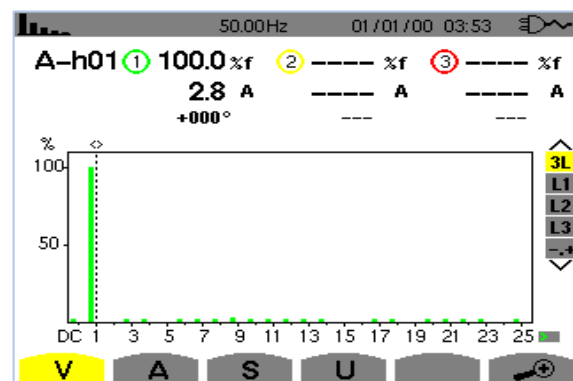 50.00Hz 01/01/00 03:53
A-h01 1 100.0 %f 2 ---- %f 3 ---- %f
2.8 A ---- A ---- A
+000° --- ---
% <>
100
50
3L
L1
L2
L3
-.+
DC 1 3 5 7 9 11 13 15 17 19 21 23 25
V A S U